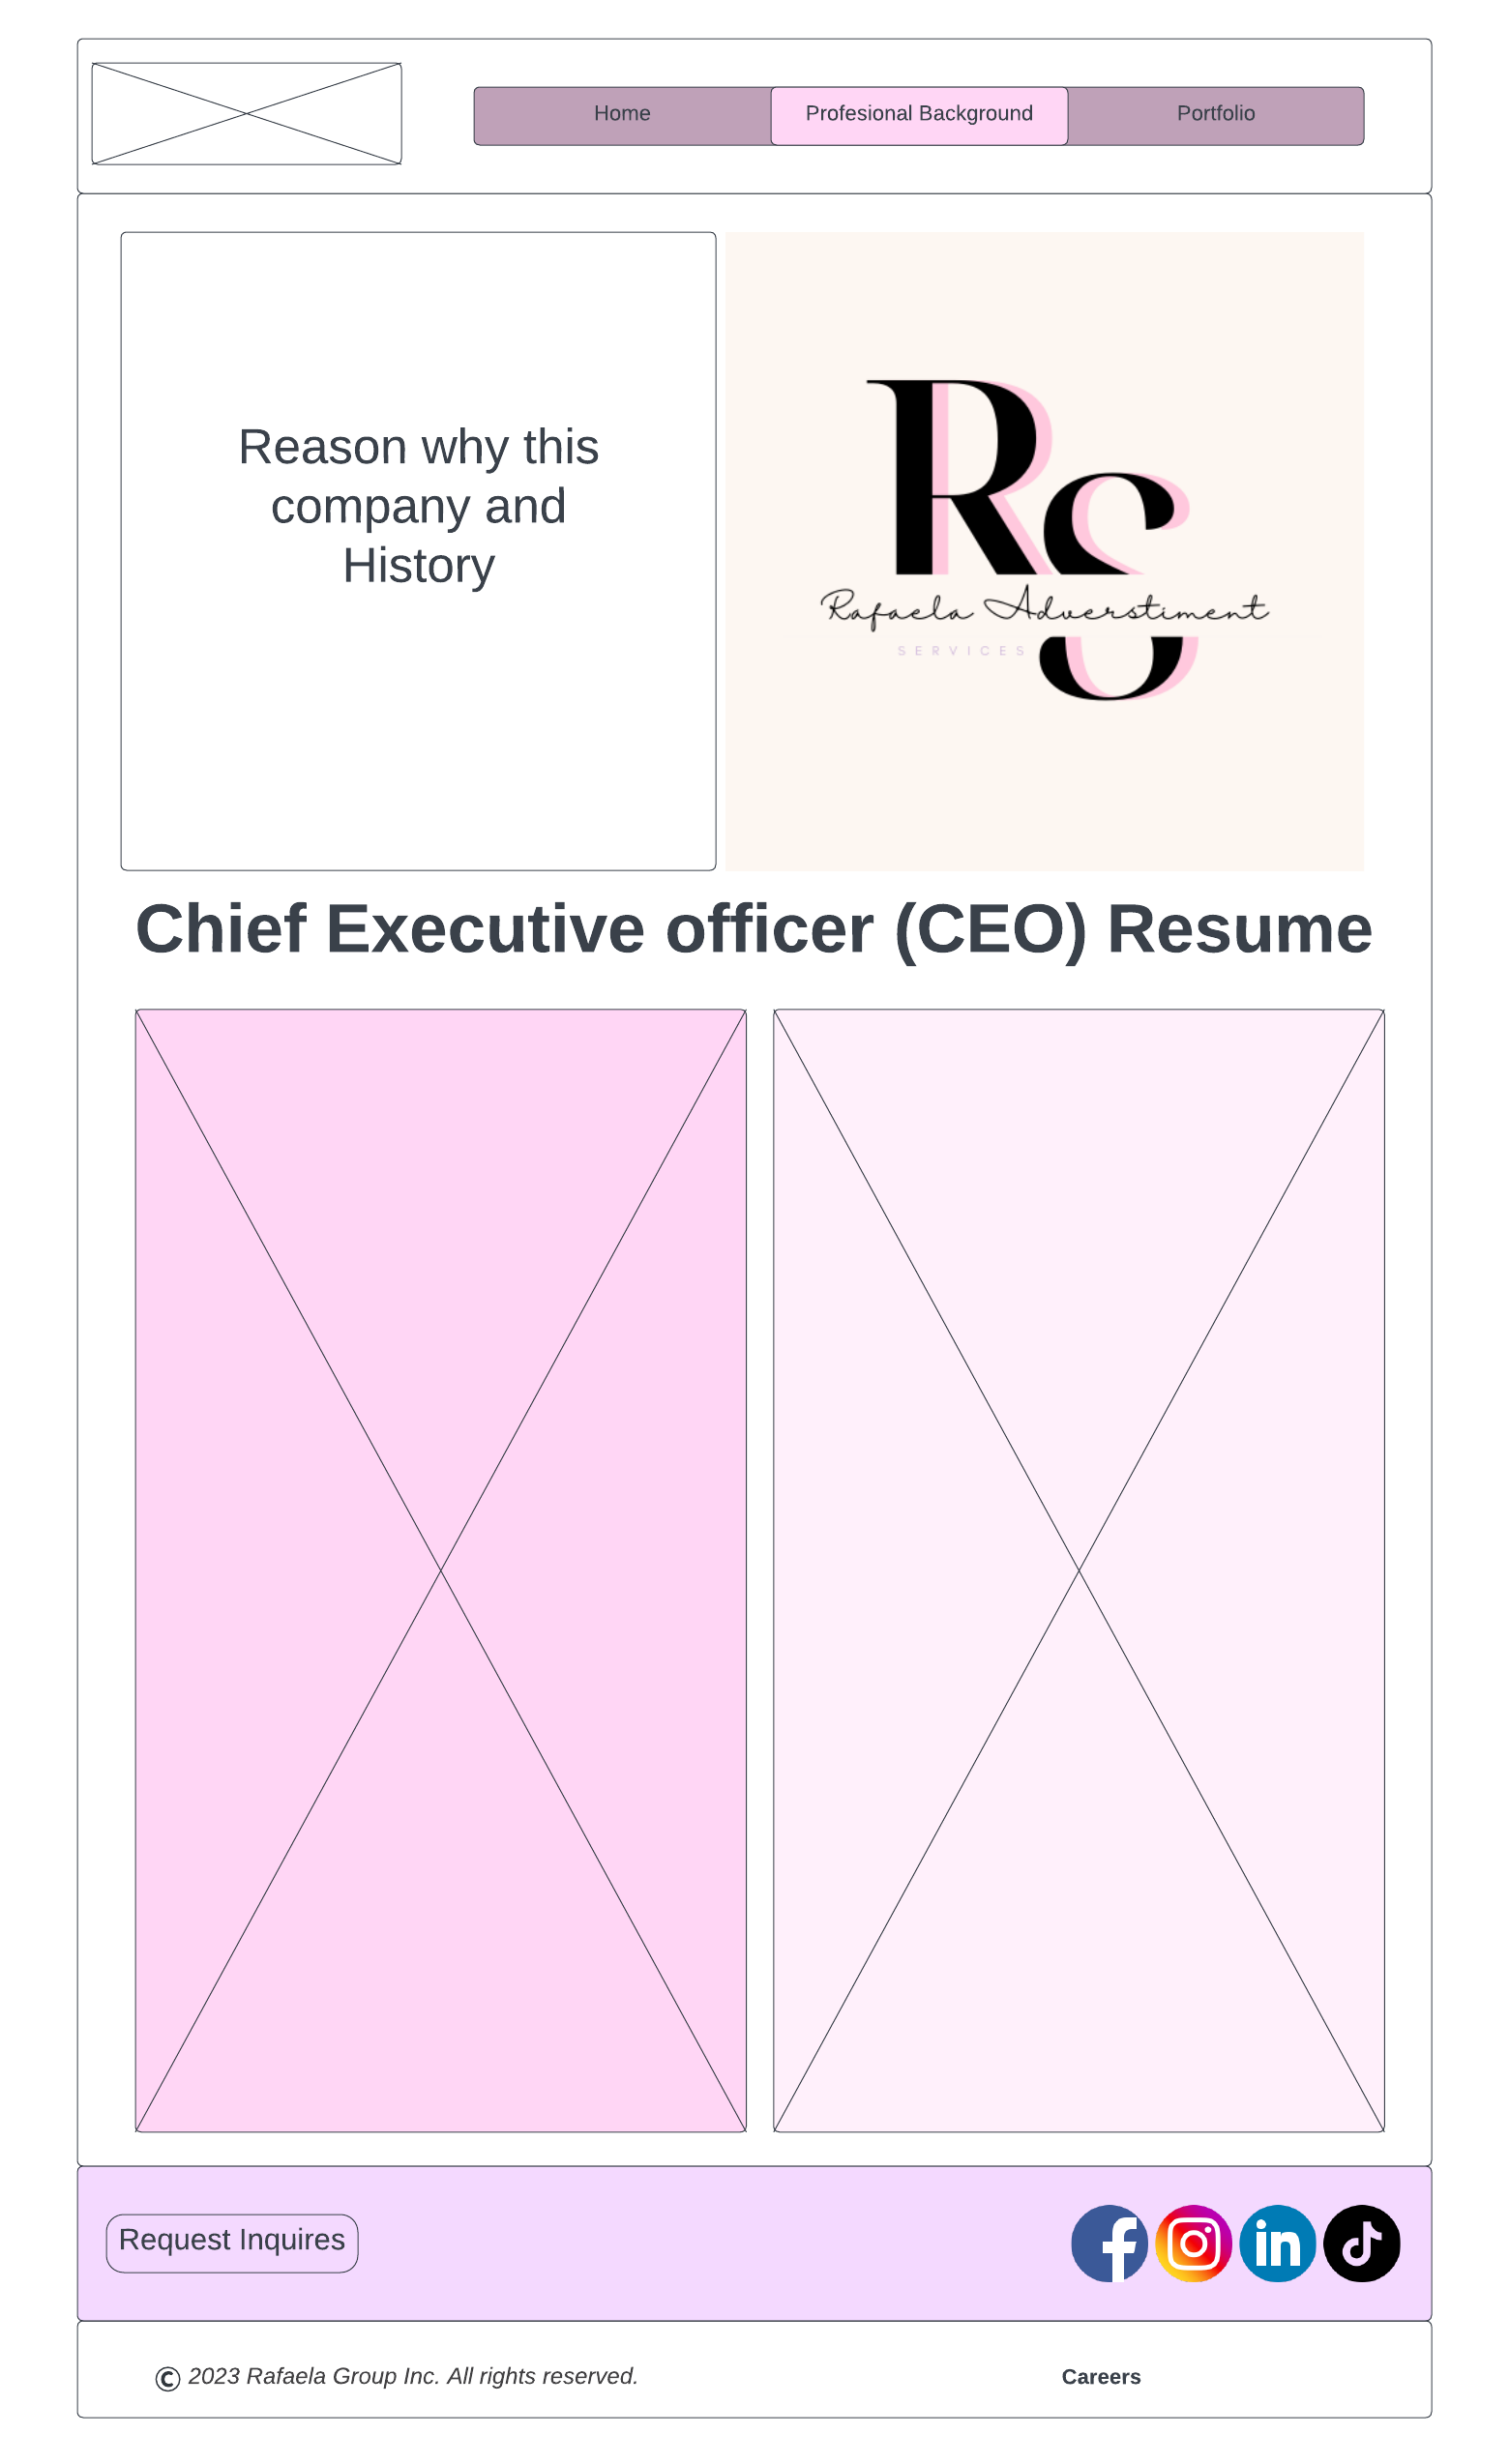 Home
Profesional Background
Portfolio
Reason why this
company and
History
RS
Rafaela Adverstiment
SERVICES
Chief Executive officer (CEO) Resume
Request Inquires
© 2023 Rafaela Group Inc. All rights reserved.
Careers